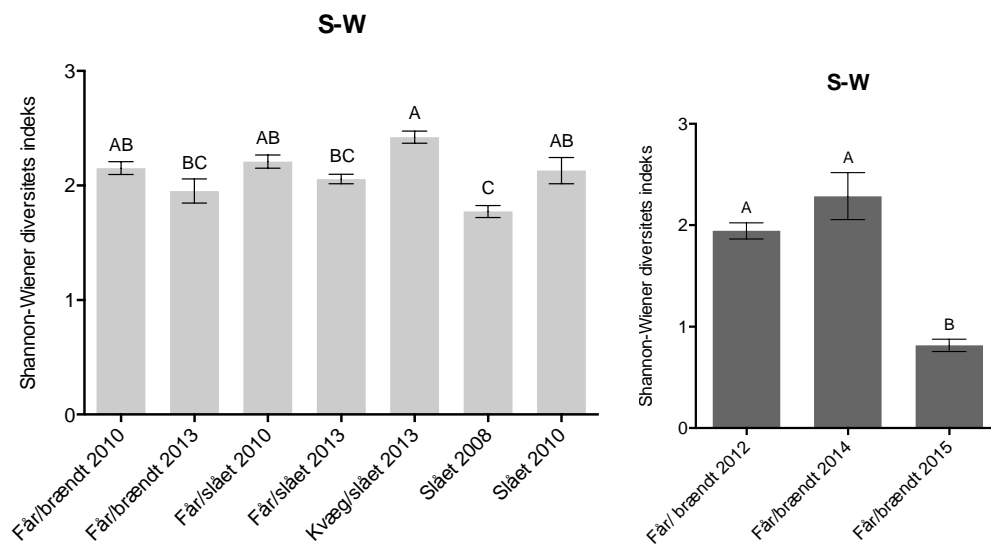 S-W
Shannon-Wiener diversitets indeks
3
2
1
0
AB
BC
AB
BC
A
C
AB
Får/brændt 2010
Får/brændt 2013
Får/slået 2010
Får/slået 2013
Kvæg/slået 2013
Slået 2008
Slået 2010
S-W
Shannon-Wiener diversitets indeks
3
2
1
0
A
A
B
Får/ brændt 2012
Får/brændt 2014
Får/brændt 2015